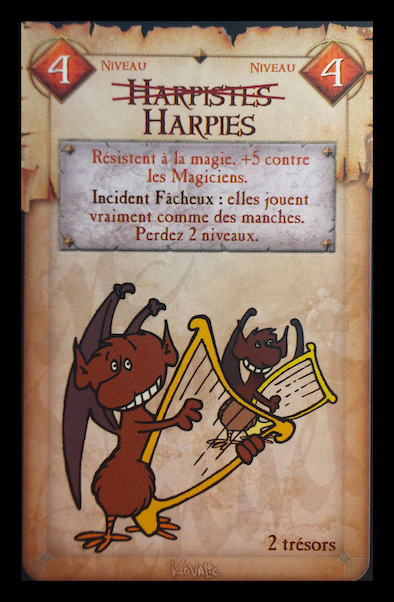 4 NIVEAU NIVEAU 4
HARPISTES
HARPIES
Résistent à la magie. +5 contre
les Magiciens.
Incident Fâcheux : elles jouent
vraiment comme des manches.
Perdez 2 niveaux.
2 trésors
KOVALIC